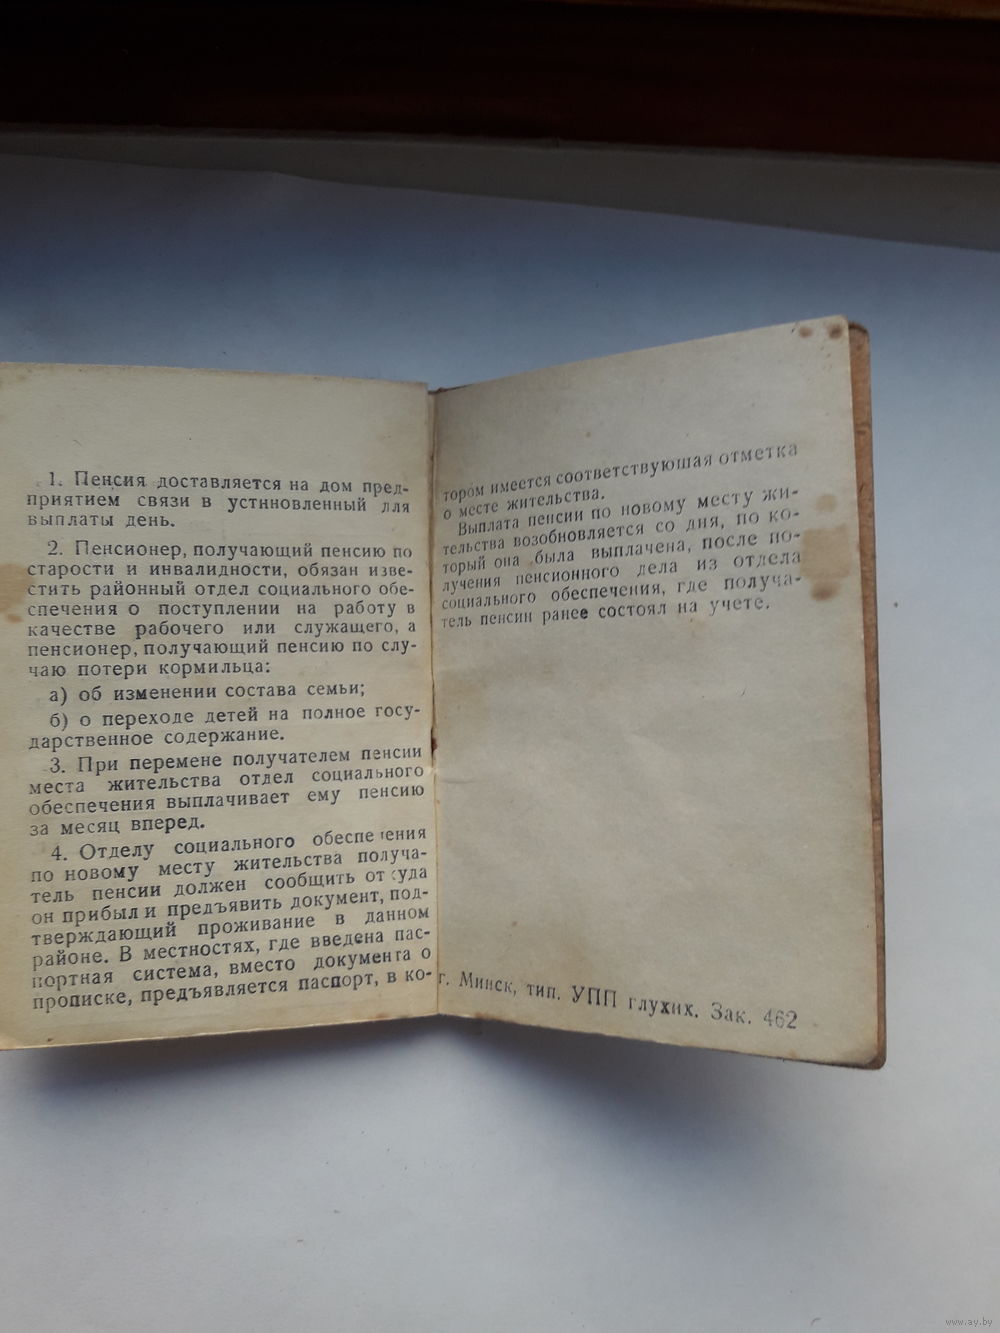 1. Пенсия доставляется на дом пред-
приятием связи в устнновленный для
выплаты день.
2. Пенсионер, получающий пенсию по
старости и инвалидности, обязан изве-
стить районный отдел социального обе-
спечения о поступлении на работу в
качестве рабочего или служащего, а
пенсионер, получающий пенсию по слу-
чаю потери кормильца:
а) об изменении состава семьи;
б) о переходе детей на полное госу-
дарственное содержание.
3. При перемене получателем пенсии
места жительства отдел социального
обеспечения выплачивает ему пенсию
за месяц вперед.
4. Отделу социального обеспечения
по новому месту жительства получа-
тель пенсии должен сообщить откуда
он прибыл и предъявить документ, под-
тверждающий проживание в данном
районе. В местностях, где введена пас-
портная система, вместо документа о
прописке, предъявляется паспорт, в ко-
тором имеется соответствующая отметка
о месте жительства.
Выплата пенсии по новому месту жи-
тельства возобновляется со дня, по ко-
торый она была выплачена, после по-
лучения пенсионного дела из отдела
социального обеспечения, где получа-
тель пенсии ранее состоял на учете.
г. Минск, тип. УПП глухих. Зак. 462
www.ay.by